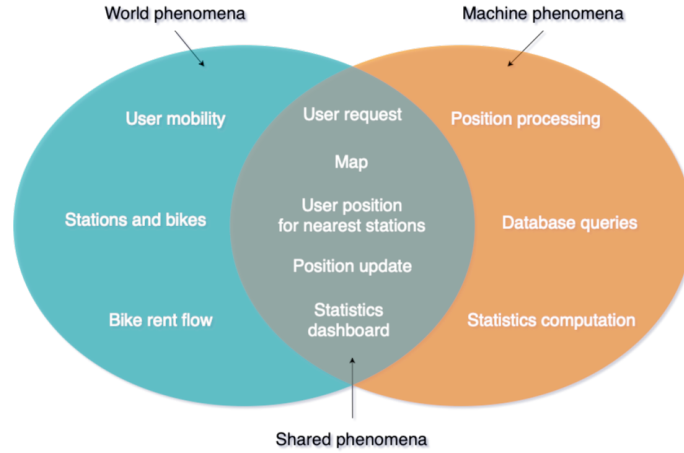 World phenomena
Machine phenomena
User mobility
User request
Position processing
Map
Stations and bikes
User position
for nearest stations
Database queries
Position update
Bike rent flow
Statistics
dashboard
Statistics computation
Shared phenomena